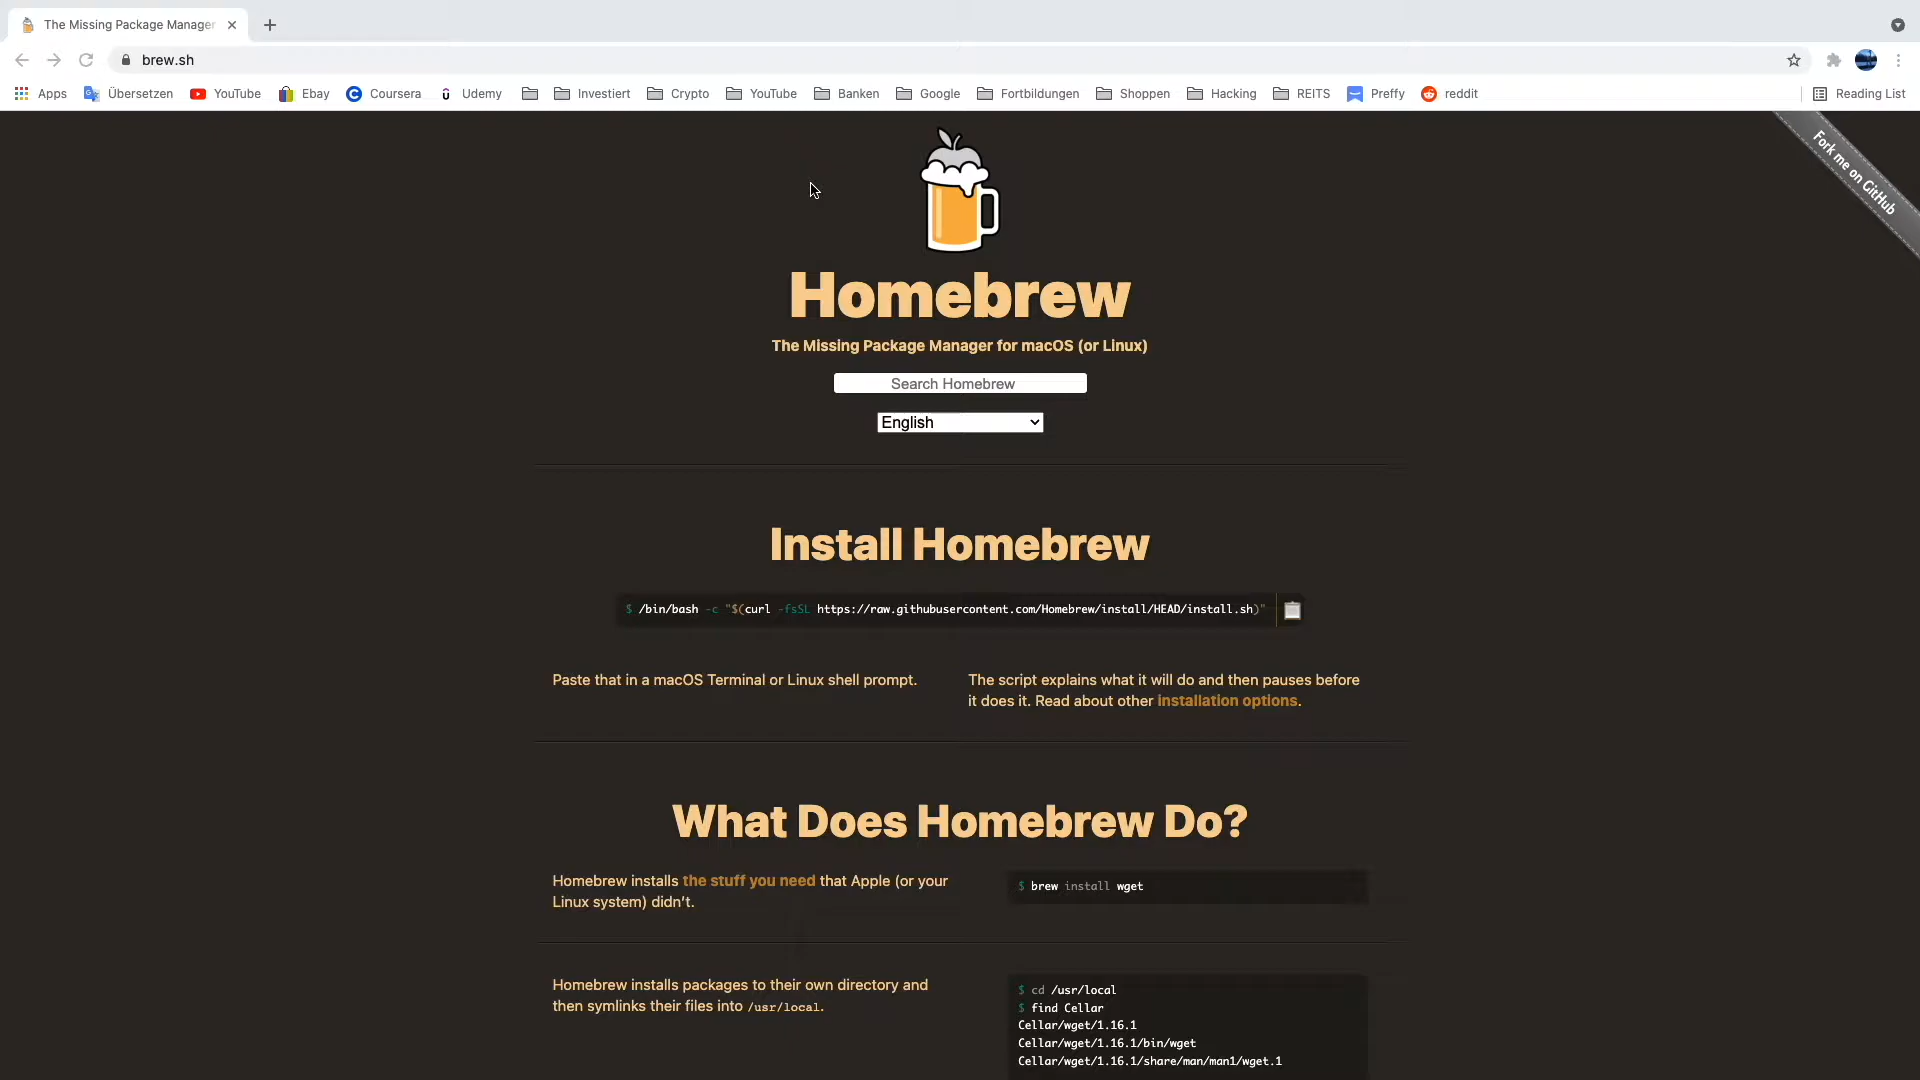 The Missing Package Manager
brew.sh
Apps Übersetzen YouTube Ebay Coursera Udemy Investiert Crypto YouTube Banken Google Fortbildungen Shoppen Hacking REITS Preffy reddit Reading List
Fork me on GitHub
Homebrew
The Missing Package Manager for macOS (or Linux)
Search Homebrew
English
Install Homebrew
$ /bin/bash -c "$(curl -fsSL https://raw.githubusercontent.com/Homebrew/install/HEAD/install.sh)"
Paste that in a macOS Terminal or Linux shell prompt.
The script explains what it will do and then pauses before
it does it. Read about other installation options.
What Does Homebrew Do?
Homebrew installs the stuff you need that Apple (or your
Linux system) didn’t.
$ brew install wget
Homebrew installs packages to their own directory and
then symlinks their files into /usr/local.
$ cd /usr/local
$ find Cellar
Cellar/wget/1.16.1
Cellar/wget/1.16.1/bin/wget
Cellar/wget/1.16.1/share/man/man1/wget.1